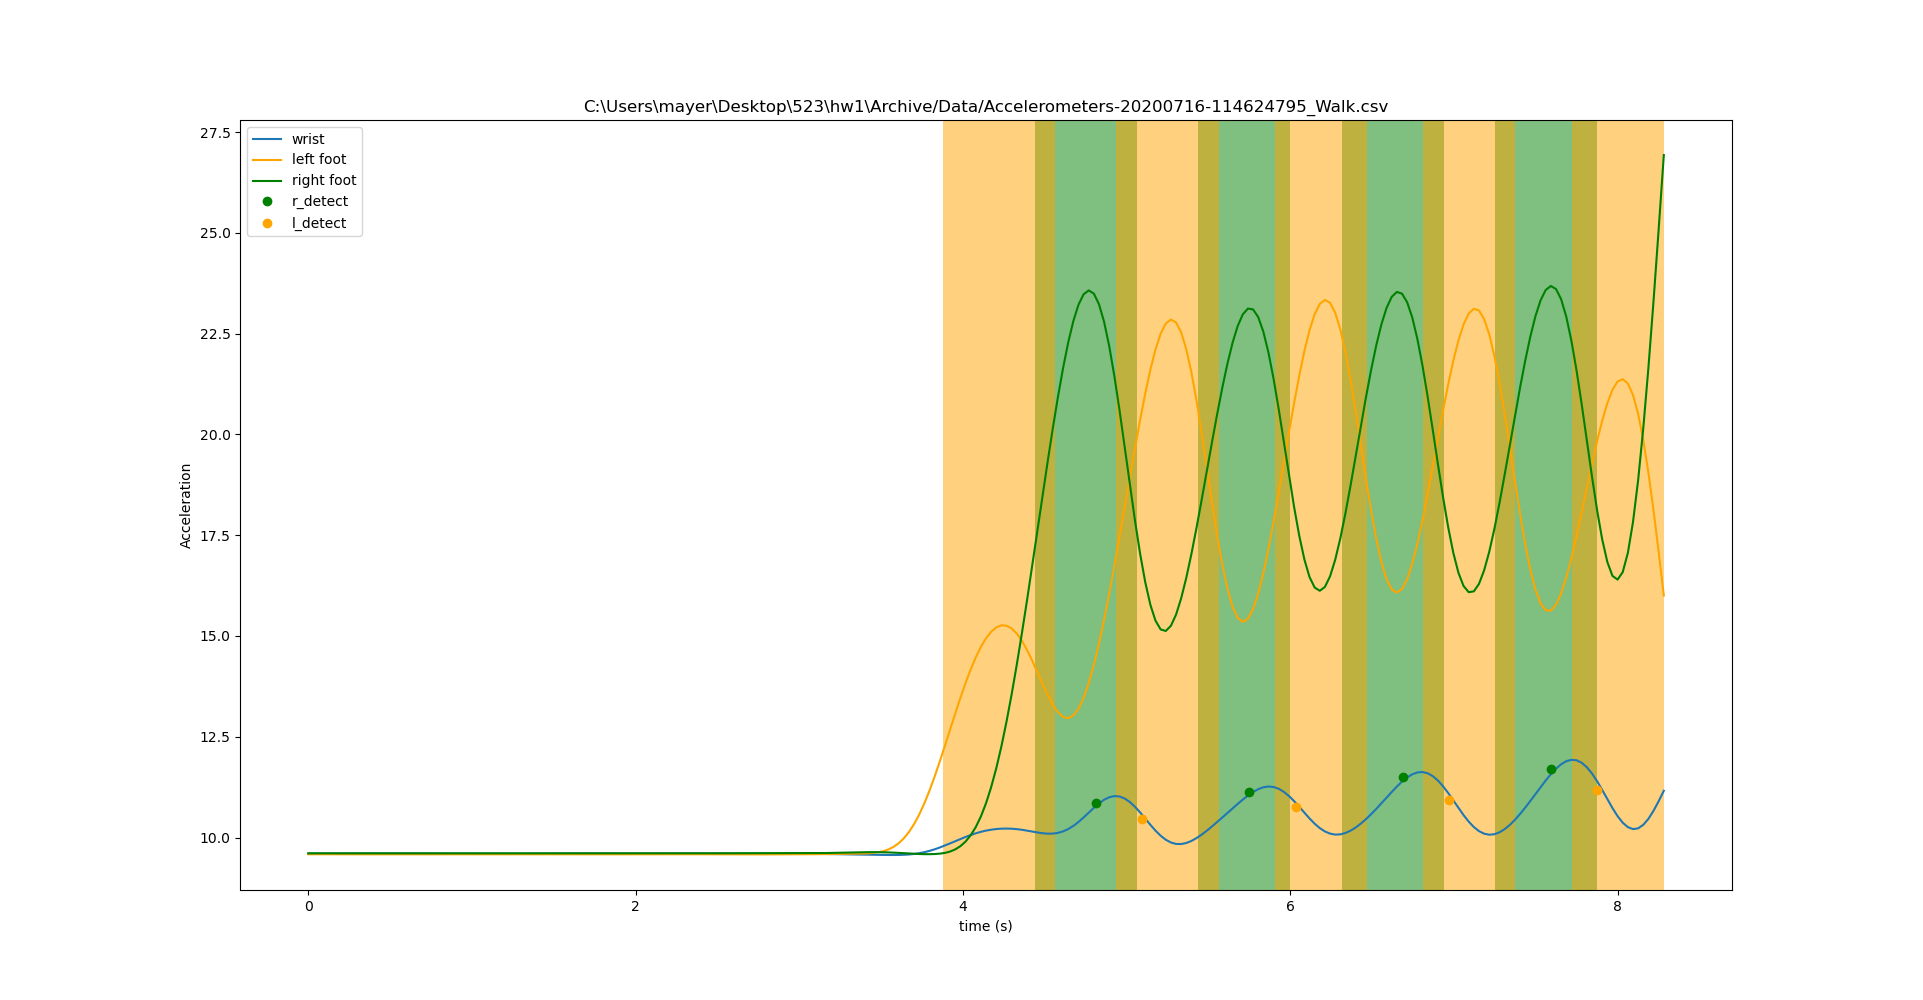 C:\Users\mayer\Desktop\523\hw1\Archive/Data/Accelerometers-20200716-114624795_Walk.csv
wrist
left foot
right foot
r_detect
l_detect
27.5
25.0
22.5
20.0
17.5
15.0
12.5
10.0
Acceleration
0 2 4 6 8
time (s)